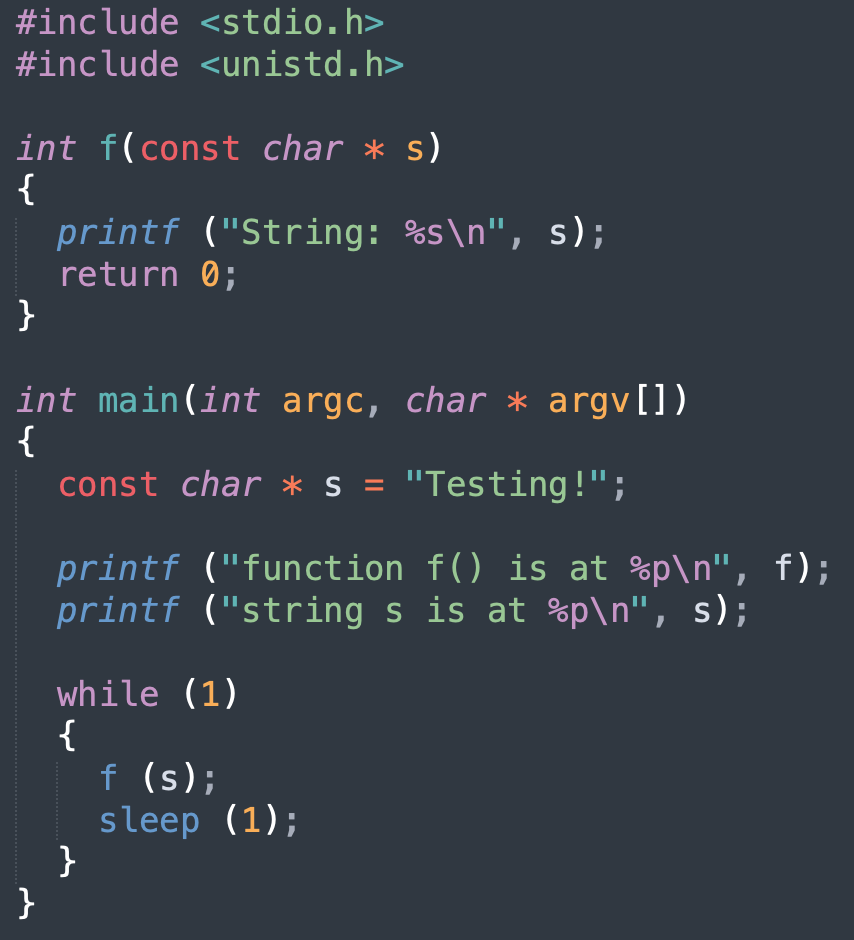 #include <stdio.h>
#include <unistd.h>

int f(const char * s)
{
  printf ("String: %s\n", s);
  return 0;
}

int main(int argc, char * argv[])
{
  const char * s = "Testing!";

  printf ("function f() is at %p\n", f);
  printf ("string s is at %p\n", s);

  while (1)
  {
    f (s);
    sleep (1);
  }
}